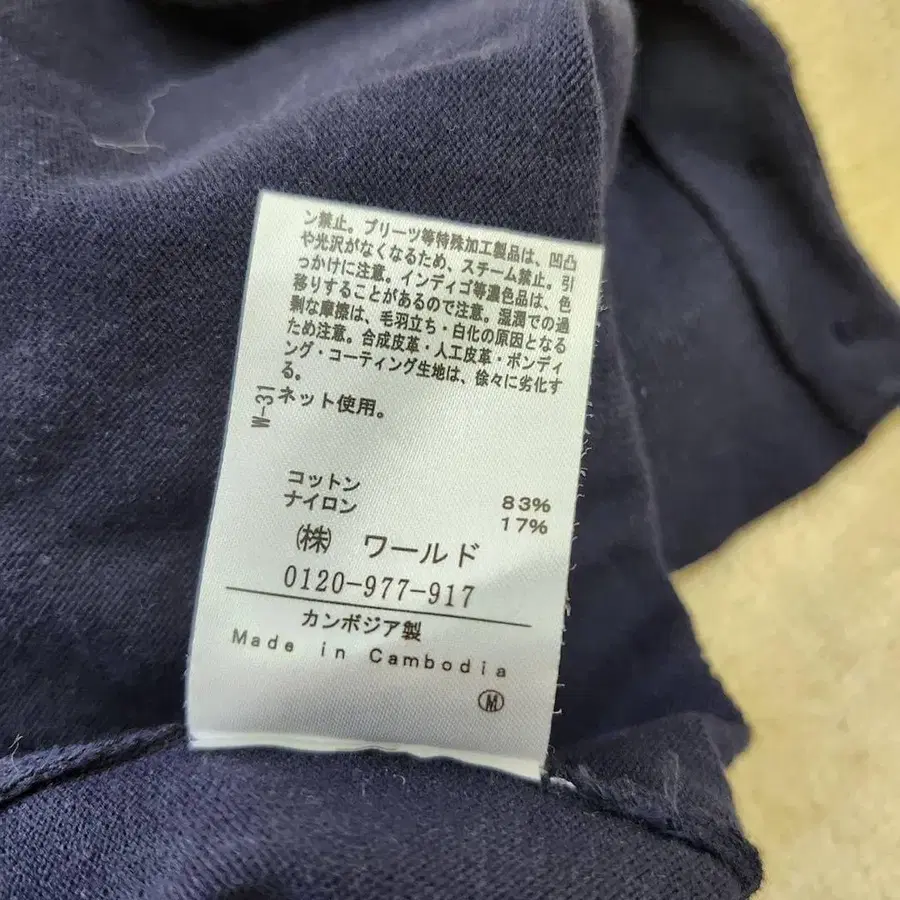 ン禁止。プリーツ等特殊加工製品は、凹凸
や光沢がなくなるため、スチーム禁止。引
っかけに注意。インディゴ等濃色品は、色
移りすることがあるので注意。湿潤での過
剰な摩擦は、毛羽立ち・白化の原因となる
ため注意。合成皮革・人工皮革・ボンディ
ング・コーティング生地は、徐々に劣化す
る。
ネット使用。
W-31
コットン 83%
ナイロン 17%
㈱ ワールド
0120-977-917
カンボジア製
Made in Cambodia
Ⓜ